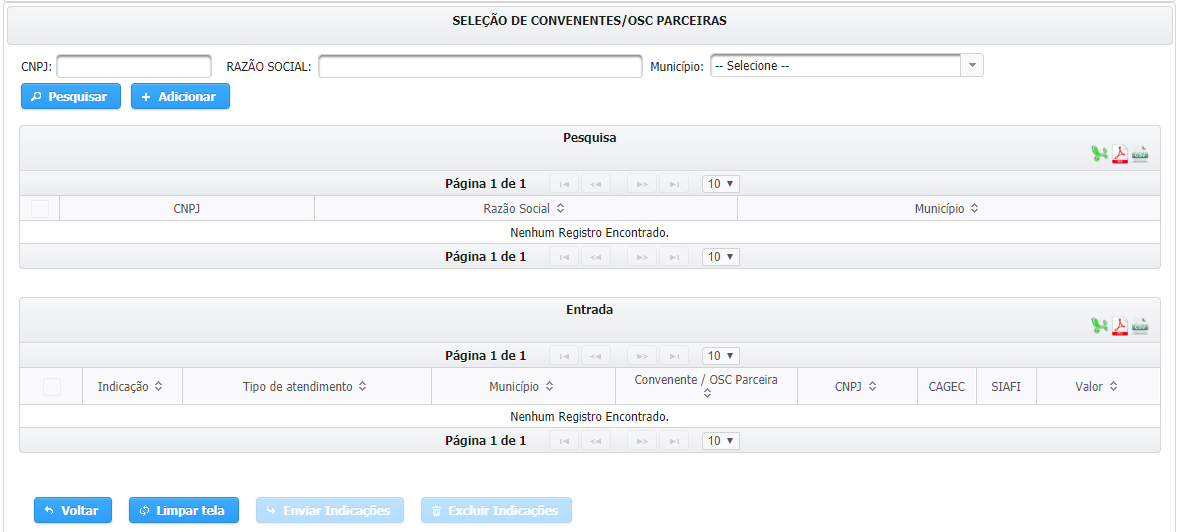 SELEÇÃO DE CONVENENTES/OSC PARCEIRAS
CNPJ: RAZÃO SOCIAL: Município: -- Selecione --
Pesquisar Adicionar
Pesquisa
Página 1 de 1 10
CNPJ Razão Social Município
Nenhum Registro Encontrado.
Página 1 de 1 10
Entrada
Página 1 de 1 10
Indicação Tipo de atendimento Município Convenente / OSC Parceira CNPJ CAGEC SIAFI Valor
Nenhum Registro Encontrado.
Página 1 de 1 10
Voltar Limpar tela Enviar Indicações Excluir Indicações